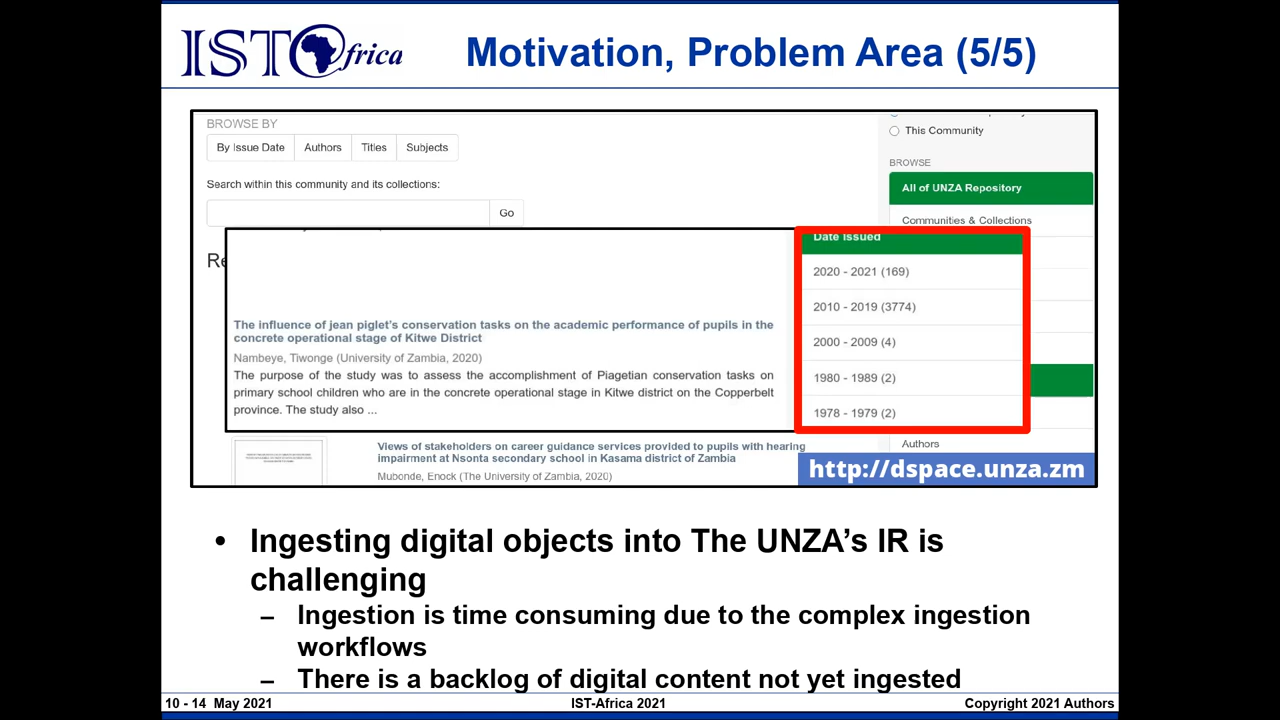 IST Africa
Motivation, Problem Area (5/5)
BROWSE BY
By Issue Date Authors Titles Subjects
Search within this community and its collections:
Go
This Community
BROWSE
All of UNZA Repository
Communities & Collections
Re
The influence of jean piglet's conservation tasks on the academic performance of pupils in the
concrete operational stage of Kitwe District
Nambeye, Tiwonge (University of Zambia, 2020)
The purpose of the study was to assess the accomplishment of Piagetian conservation tasks on
primary school children who are in the concrete operational stage in Kitwe district on the Copperbelt
province. The study also ...
Date Issued
2020 - 2021 (169)
2010 - 2019 (3774)
2000 - 2009 (4)
1980 - 1989 (2)
1978 - 1979 (2)
Authors
Views of stakeholders on career guidance services provided to pupils with hearing
impairment at Nsonta secondary school in Kasama district of Zambia
Mubonde, Enock (The University of Zambia, 2020)
http://dspace.unza.zm
• Ingesting digital objects into The UNZA's IR is
challenging
– Ingestion is time consuming due to the complex ingestion
workflows
– There is a backlog of digital content not yet ingested
10 - 14 May 2021 IST-Africa 2021 Copyright 2021 Authors